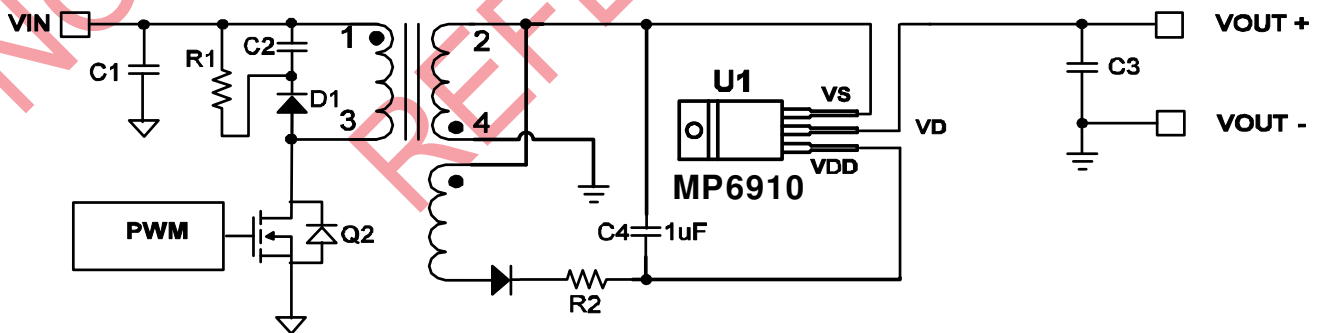 VIN
C1
R1
C2
D1
1
3
2
4
U1
VS
VD
VDD
MP6910
C3
VOUT +
VOUT -
PWM
Q2
C4
1uF
R2